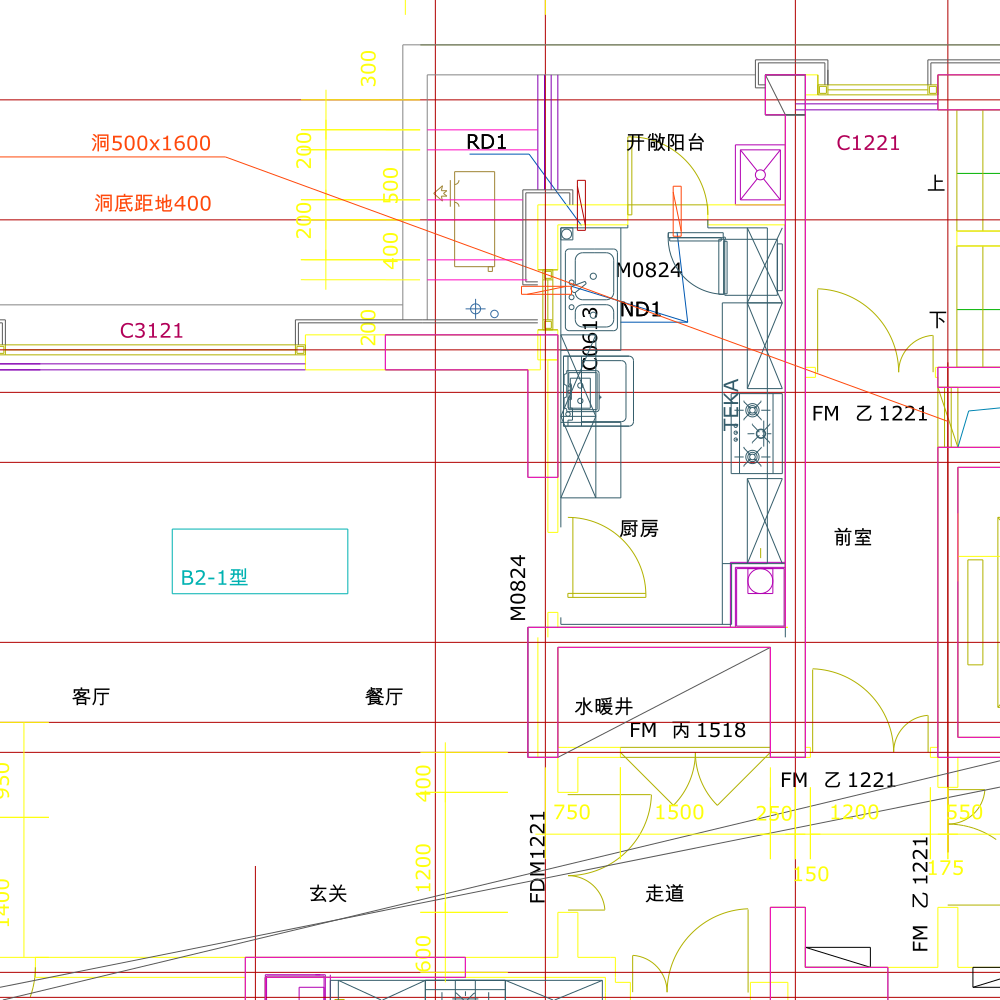 300
洞500x1600
RD1
开敞阳台
C1221
200
500
上
洞底距地400
200
400
M0824
ND1
下
C3121
200
C0613
TEKA
FM 乙 1221
厨房
前室
B2-1型
M0824
客厅
餐厅
水暖井
FM 丙 1518
950
400
FM 乙 1221
750
1500
250
1200
550
FDM1221
1200
150
175
FM 乙 1221
1400
玄关
走道
600